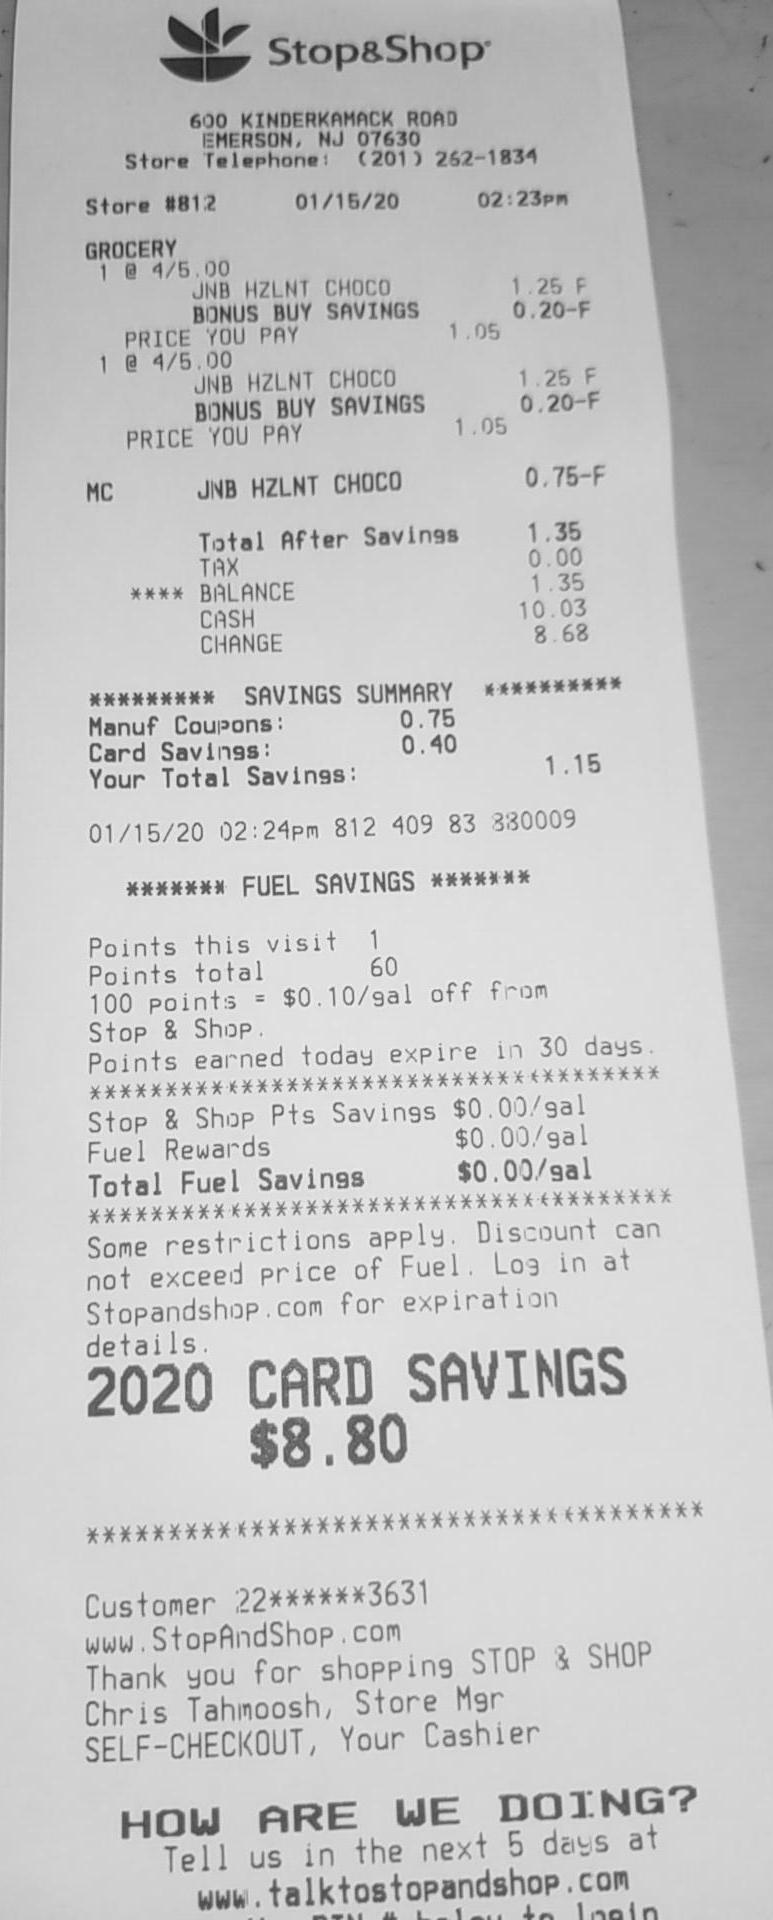 Stop&Shop
600 KINDERKAMACK ROAD
EMERSON, NJ 07630
Store Telephone: (201) 262-1834
Store #812 01/15/20 02:23pm
GROCERY
1 @ 4/5.00
JNB HZLNT CHOCO 1.25 F
BONUS BUY SAVINGS 0.20-F
PRICE YOU PAY 1.05
1 @ 4/5.00
JNB HZLNT CHOCO 1.25 F
BONUS BUY SAVINGS 0.20-F
PRICE YOU PAY 1.05
MC JNB HZLNT CHOCO 0.75-F
Total After Savings 1.35
TAX 0.00
**** BALANCE 1.35
CASH 10.03
CHANGE 8.68
********* SAVINGS SUMMARY **********
Manuf Coupons: 0.75
Card Savings: 0.40
Your Total Savings: 1.15
01/15/20 02:24pm 812 409 83 880009
******* FUEL SAVINGS *******
Points this visit 1
Points total 60
100 points = $0.10/gal off from
Stop & Shop.
Points earned today expire in 30 days.
**************************************
Stop & Shop Pts Savings $0.00/gal
Fuel Rewards $0.00/gal
Total Fuel Savings $0.00/gal
**************************************
Some restrictions apply. Discount can
not exceed price of Fuel. Log in at
Stopandshop.com for expiration
details.
2020 CARD SAVINGS
$8.80
**************************************
Customer 22******3631
www.StopAndShop.com
Thank you for shopping STOP & SHOP
Chris Tahmoosh, Store Mgr
SELF-CHECKOUT, Your Cashier
HOW ARE WE DOING?
Tell us in the next 5 days at
www.talktostopandshop.com
PIN # below to login